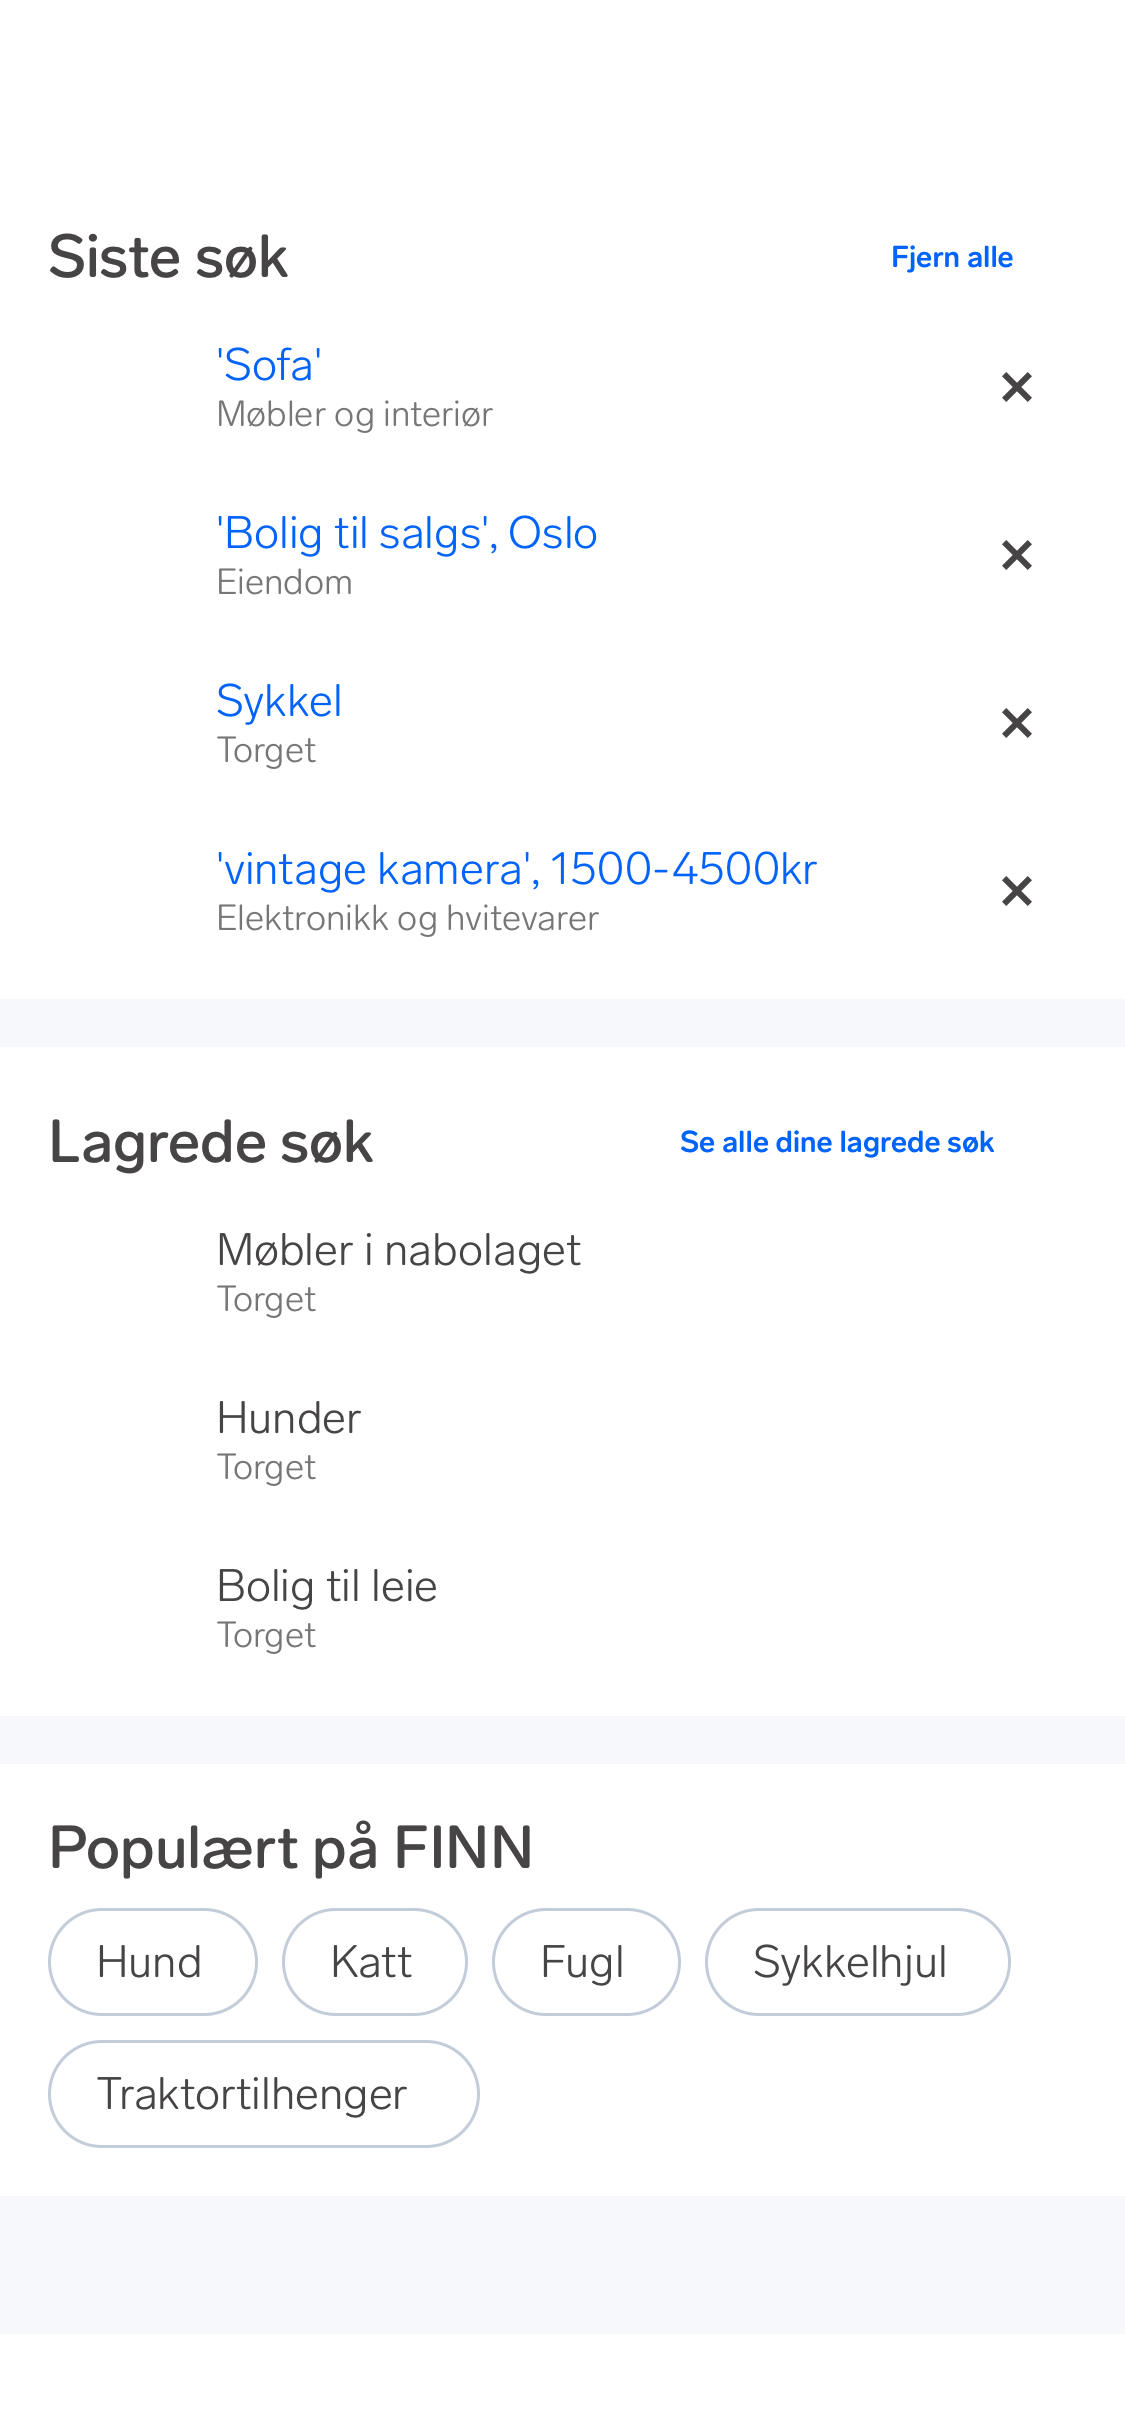 Siste søk
Fjern alle
'Sofa'
Møbler og interiør
'Bolig til salgs', Oslo
Eiendom
Sykkel
Torget
'vintage kamera', 1500-4500kr
Elektronikk og hvitevarer
Lagrede søk
Se alle dine lagrede søk
Møbler i nabolaget
Torget
Hunder
Torget
Bolig til leie
Torget
Populært på FINN
Hund Katt Fugl Sykkelhjul
Traktortilhenger